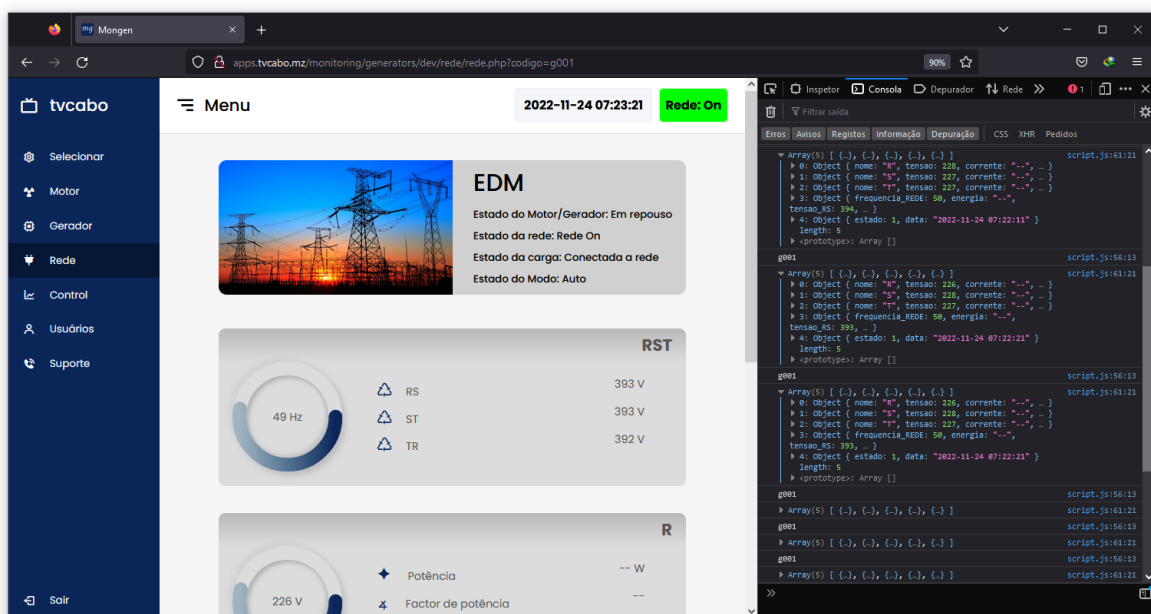 mg Mongen
apps.tvcabo.mz/monitoring/generators/dev/rede/rede.php?codigo=g001
90%
tvcabo
Selecionar
Motor
Gerador
Rede
Control
Usuários
Suporte
Sair
Menu
2022-11-24 07:23:21
Rede: On
EDM
Estado do Motor/Gerador: Em repouso
Estado da rede: Rede On
Estado da carga: Conectada a rede
Estado do Modo: Auto
RST
49 Hz
RS 393 V
ST 393 V
TR 392 V
R
226 V
Potência -- W
Factor de potência --
Inspetor Consola Depurador Rede 1
Filtrar saída
Erros Avisos Registos Informação Depuração CSS XHR Pedidos
Array(5) [ {…}, {…}, {…}, {…}, {…} ] script.js:61:21
0: Object { nome: "R", tensao: 228, corrente: "--", … }
1: Object { nome: "S", tensao: 227, corrente: "--", … }
2: Object { nome: "T", tensao: 227, corrente: "--", … }
3: Object { frequencia_REDE: 50, energia: "--",
tensao_RS: 394, … }
4: Object { estado: 1, data: "2022-11-24 07:22:11" }
length: 5
<prototype>: Array []
g001 script.js:56:13
Array(5) [ {…}, {…}, {…}, {…}, {…} ] script.js:61:21
0: Object { nome: "R", tensao: 226, corrente: "--", … }
1: Object { nome: "S", tensao: 228, corrente: "--", … }
2: Object { nome: "T", tensao: 227, corrente: "--", … }
3: Object { frequencia_REDE: 50, energia: "--",
tensao_RS: 393, … }
4: Object { estado: 1, data: "2022-11-24 07:22:21" }
length: 5
<prototype>: Array []
g001 script.js:56:13
Array(5) [ {…}, {…}, {…}, {…}, {…} ] script.js:61:21
0: Object { nome: "R", tensao: 226, corrente: "--", … }
1: Object { nome: "S", tensao: 228, corrente: "--", … }
2: Object { nome: "T", tensao: 227, corrente: "--", … }
3: Object { frequencia_REDE: 50, energia: "--",
tensao_RS: 393, … }
4: Object { estado: 1, data: "2022-11-24 07:22:21" }
length: 5
<prototype>: Array []
g001 script.js:56:13
Array(5) [ {…}, {…}, {…}, {…}, {…} ] script.js:61:21
g001 script.js:56:13
Array(5) [ {…}, {…}, {…}, {…}, {…} ] script.js:61:21
g001 script.js:56:13
Array(5) [ {…}, {…}, {…}, {…}, {…} ] script.js:61:21